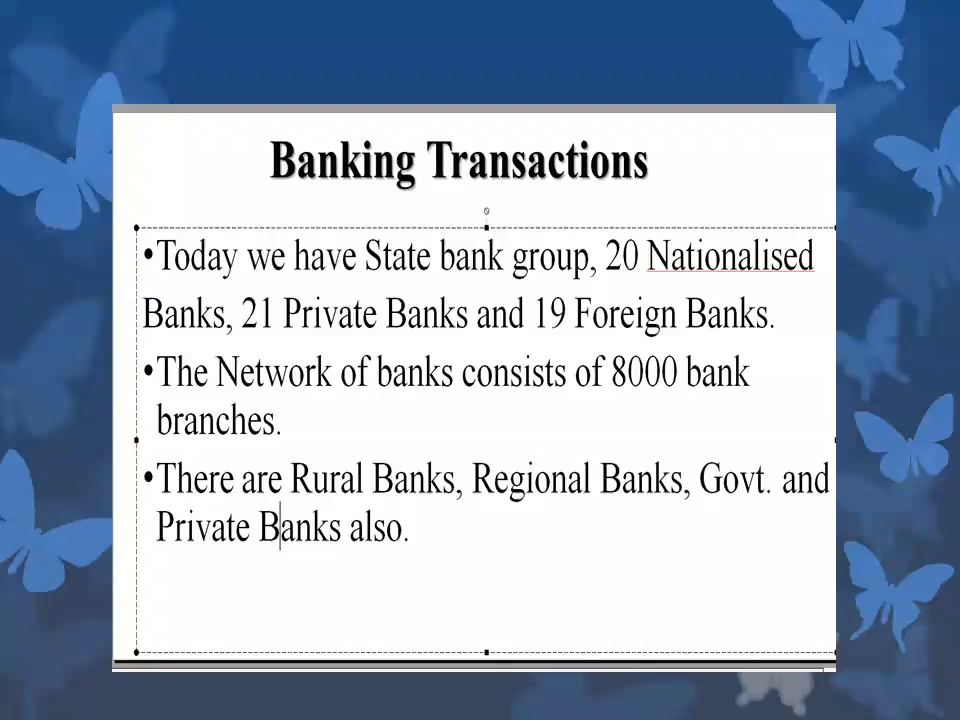 Banking Transactions
•Today we have State bank group, 20 Nationalised
Banks, 21 Private Banks and 19 Foreign Banks.
•The Network of banks consists of 8000 bank
branches.
•There are Rural Banks, Regional Banks, Govt. and
Private Banks also.